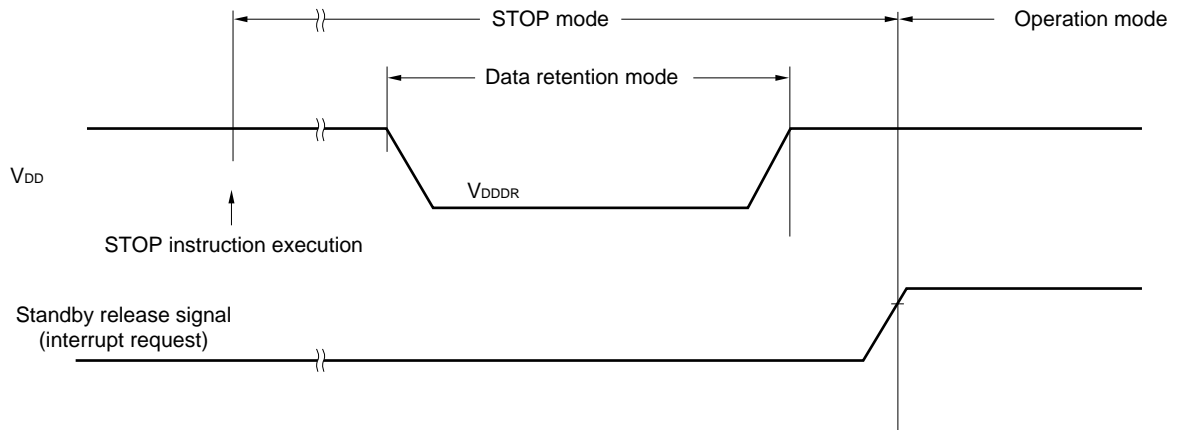 STOP mode
Operation mode
Data retention mode
VDD
VDDDR
STOP instruction execution
Standby release signal
(interrupt request)